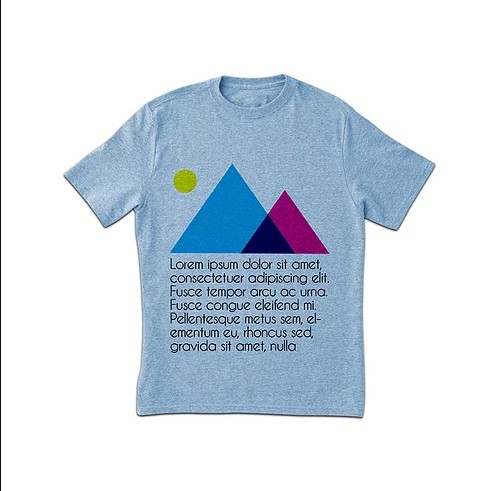 Lorem ipsum dolor sit amet,
consectetuer adipiscing elit.
Fusce tempor arcu ac urna.
Fusce congue eleifend mi.
Pellentesque metus sem, el-
ementum eu, rhoncus sed,
gravida sit amet, nulla